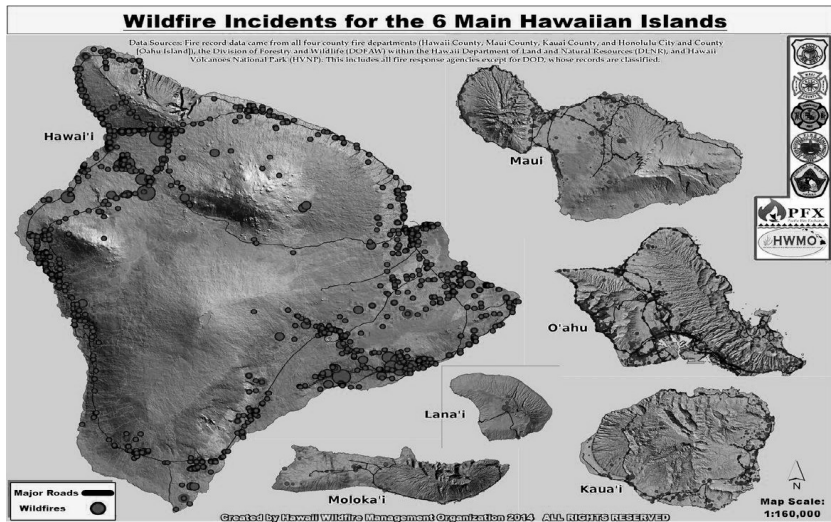 Wildfire Incidents for the 6 Main Hawaiian Islands
Data Sources: Fire record data came from all four county fire departments (Hawaii County, Maui County, Kauai County, and Honolulu City and County
[Oahu Island]), the Division of Forestry and Wildlife (DOFAW) within the Hawaii Department of Land and Natural Resources (DLNR), and Hawaii
Volcanoes National Park (HVNP). This includes all fire response agencies except for DOD, whose records are classified.
Hawai'i
Maui
PFX
HWMO
O'ahu
Lana'i
Moloka'i
Kaua'i
N
Major Roads
Wildfires
Map Scale:
1:160,000
Created by Hawaii Wildfire Management Organization 2014 ALL RIGHTS RESERVED